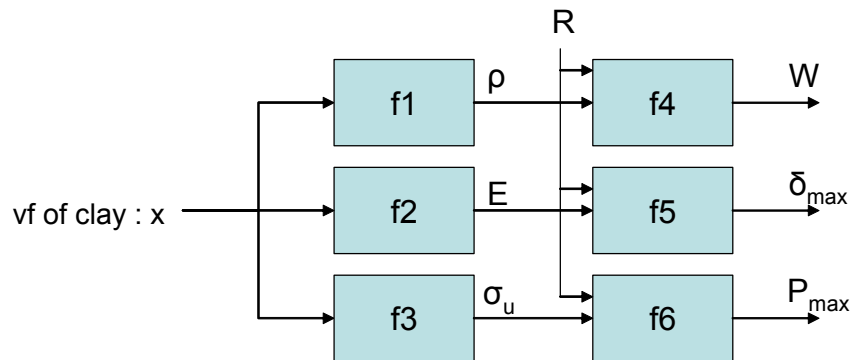 R
f1
ρ
f4
W
vf of clay : x
f2
E
f5
δmax
f3
σu
f6
Pmax